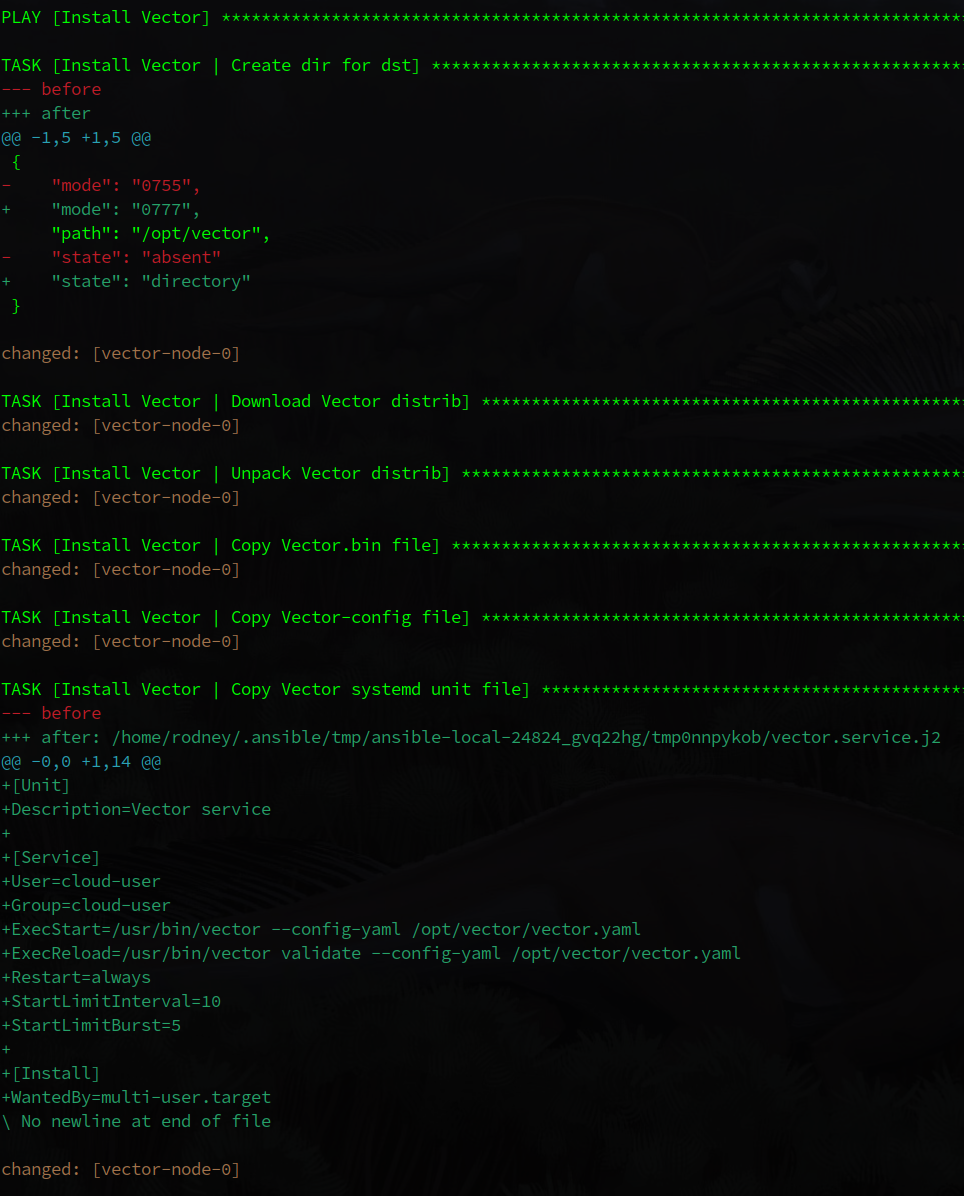 PLAY [Install Vector] **************************************************************************

TASK [Install Vector | Create dir for dst] *****************************************************
--- before
+++ after
@@ -1,5 +1,5 @@
 {
-    "mode": "0755",
+    "mode": "0777",
     "path": "/opt/vector",
-    "state": "absent"
+    "state": "directory"
 }

changed: [vector-node-0]

TASK [Install Vector | Download Vector distrib] ************************************************
changed: [vector-node-0]

TASK [Install Vector | Unpack Vector distrib] **************************************************
changed: [vector-node-0]

TASK [Install Vector | Copy Vector.bin file] ***************************************************
changed: [vector-node-0]

TASK [Install Vector | Copy Vector-config file] ************************************************
changed: [vector-node-0]

TASK [Install Vector | Copy Vector systemd unit file] ******************************************
--- before
+++ after: /home/rodney/.ansible/tmp/ansible-local-24824_gvq22hg/tmp0nnpykob/vector.service.j2
@@ -0,0 +1,14 @@
+[Unit]
+Description=Vector service
+
+[Service]
+User=cloud-user
+Group=cloud-user
+ExecStart=/usr/bin/vector --config-yaml /opt/vector/vector.yaml
+ExecReload=/usr/bin/vector validate --config-yaml /opt/vector/vector.yaml
+Restart=always
+StartLimitInterval=10
+StartLimitBurst=5
+
+[Install]
+WantedBy=multi-user.target
\ No newline at end of file

changed: [vector-node-0]